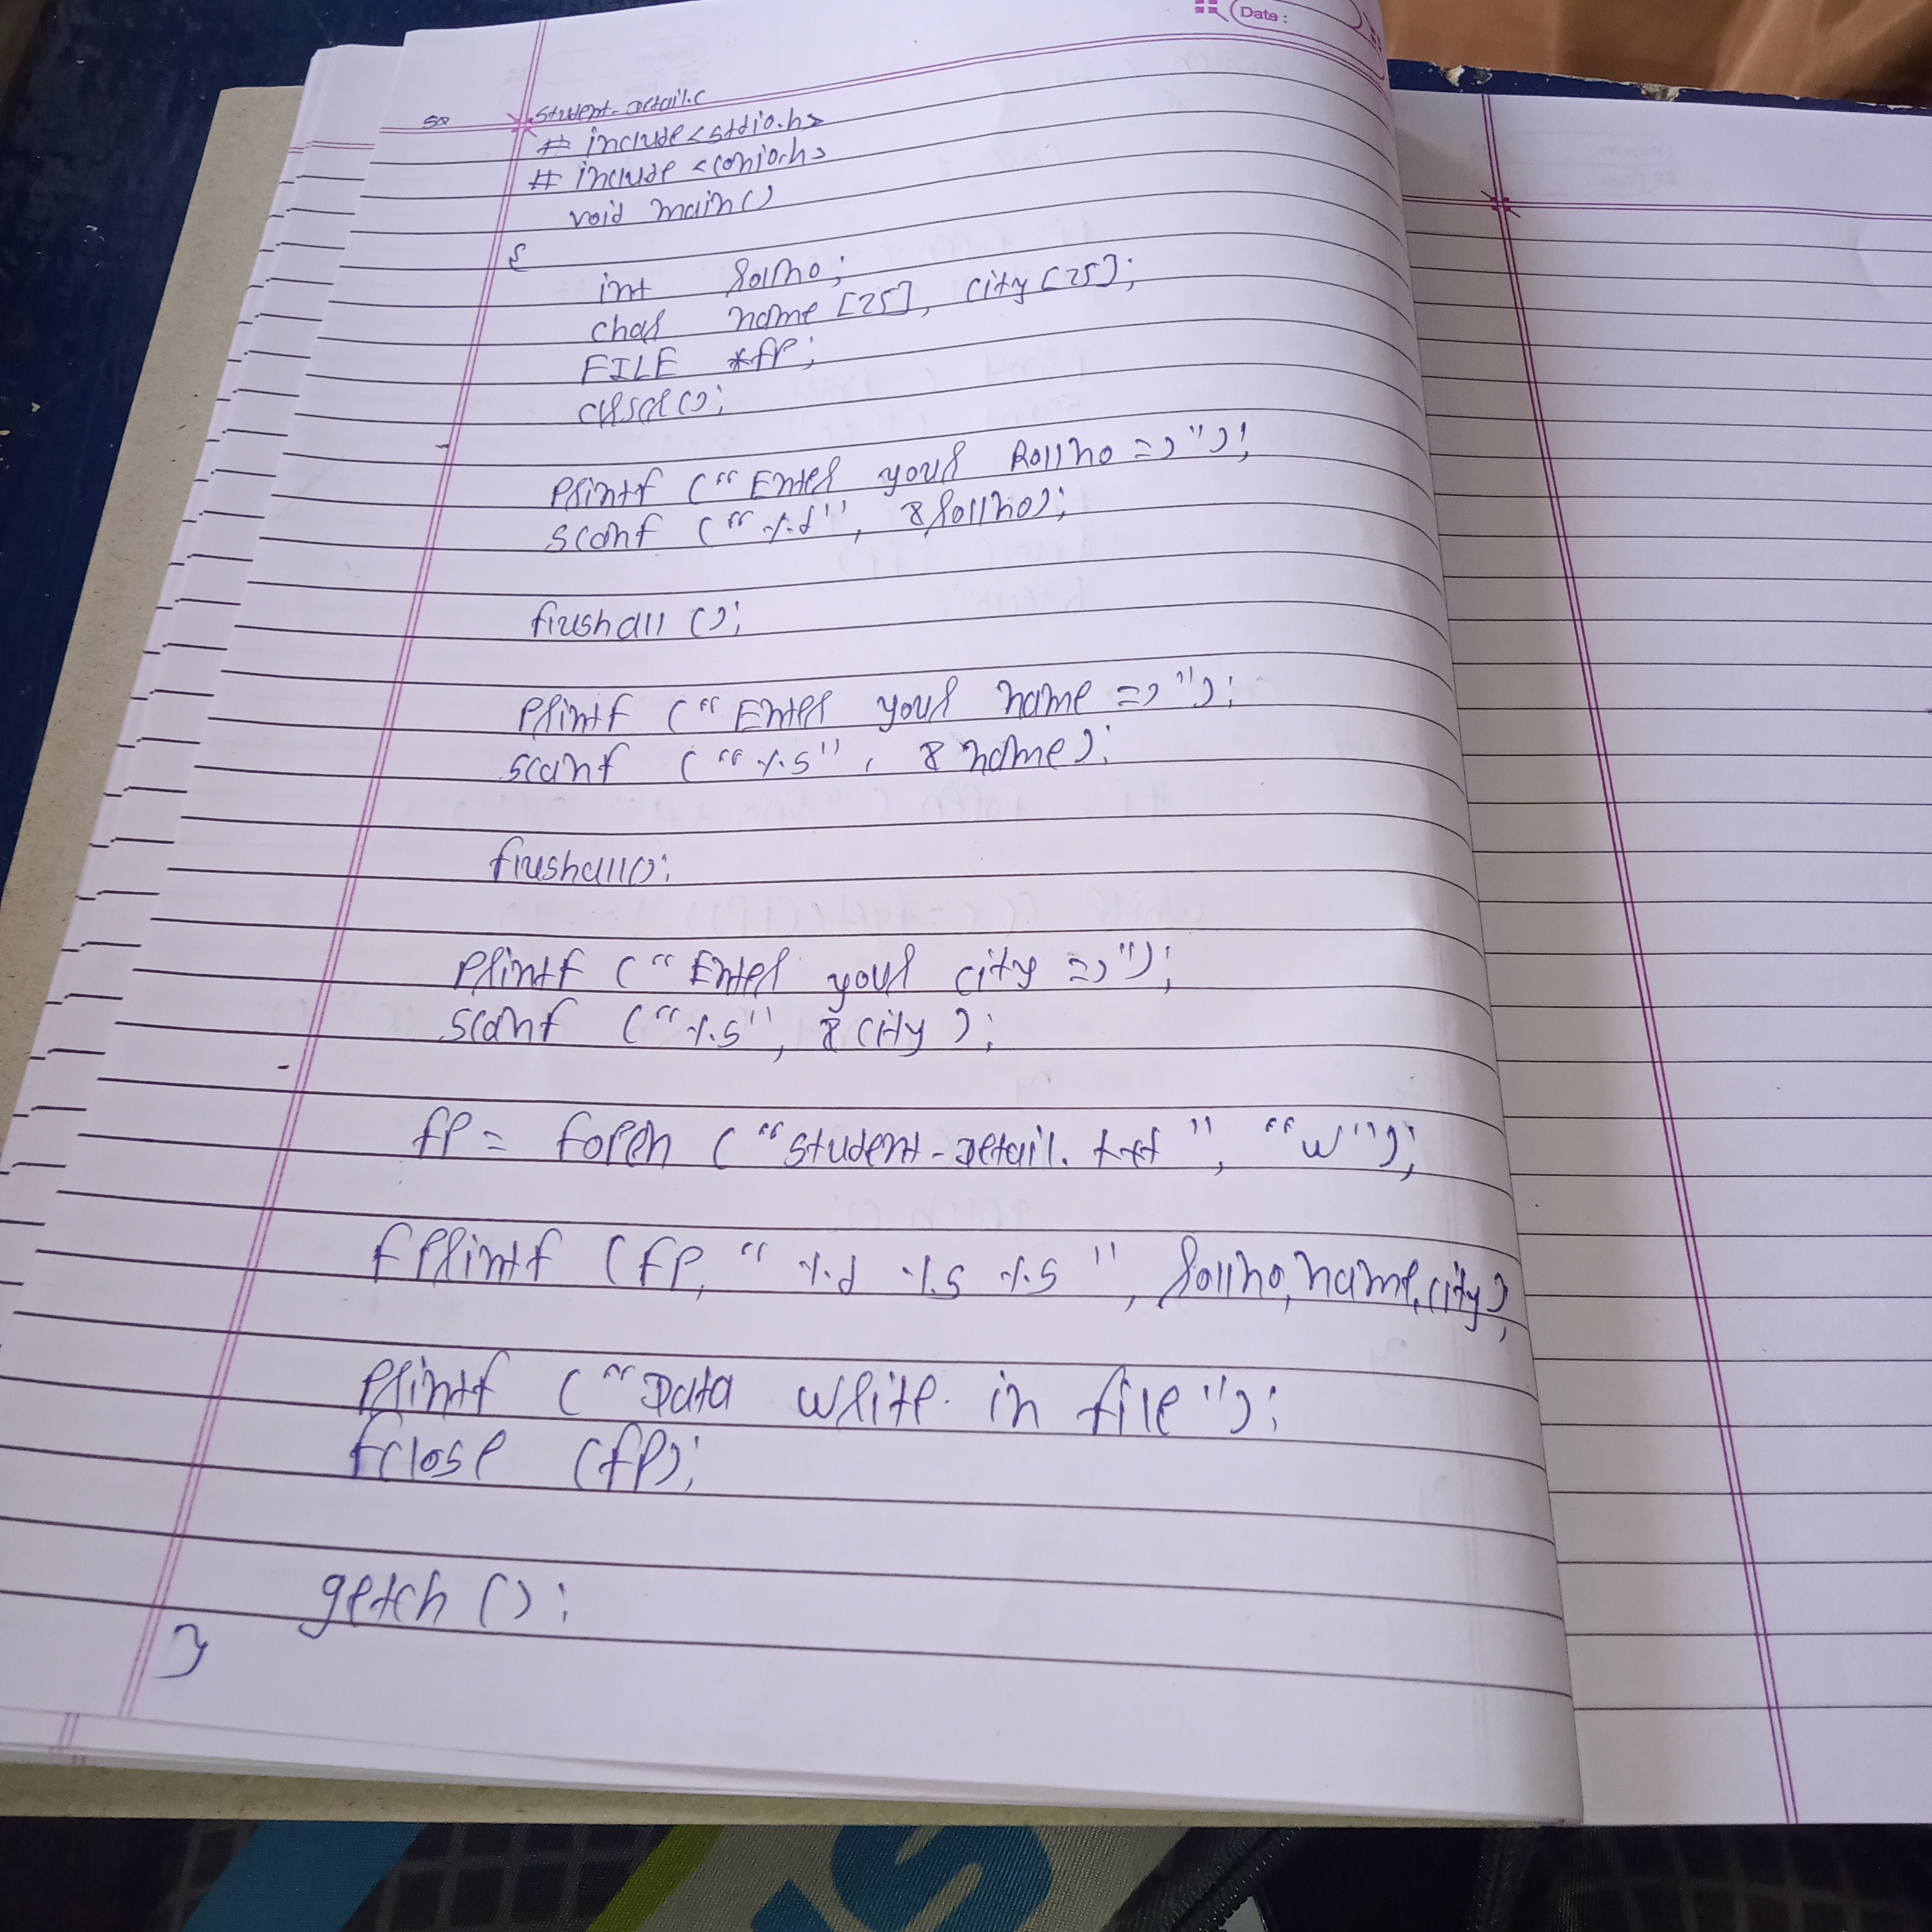 Date:
58 Student-Detail.c
# include<stdio.h>
# include <conio.h>
void main()
{
int rollno;
char name[25], city[25];
FILE *fp;
clrscr();
printf ("Enter your Rollno =>");
scanf ("%d", &rollno);
flushall ();
printf ("Enter your name =>");
scanf ("%s", &name);
flushall();
printf ("Enter your city =>");
scanf ("%s", &city);
fp = fopen ("Student-Detail.txt", "w");
fprintf (fp, "%d %s %s", rollno,name,city);
printf ("Data write in file");
fclose (fp);
getch ();
}